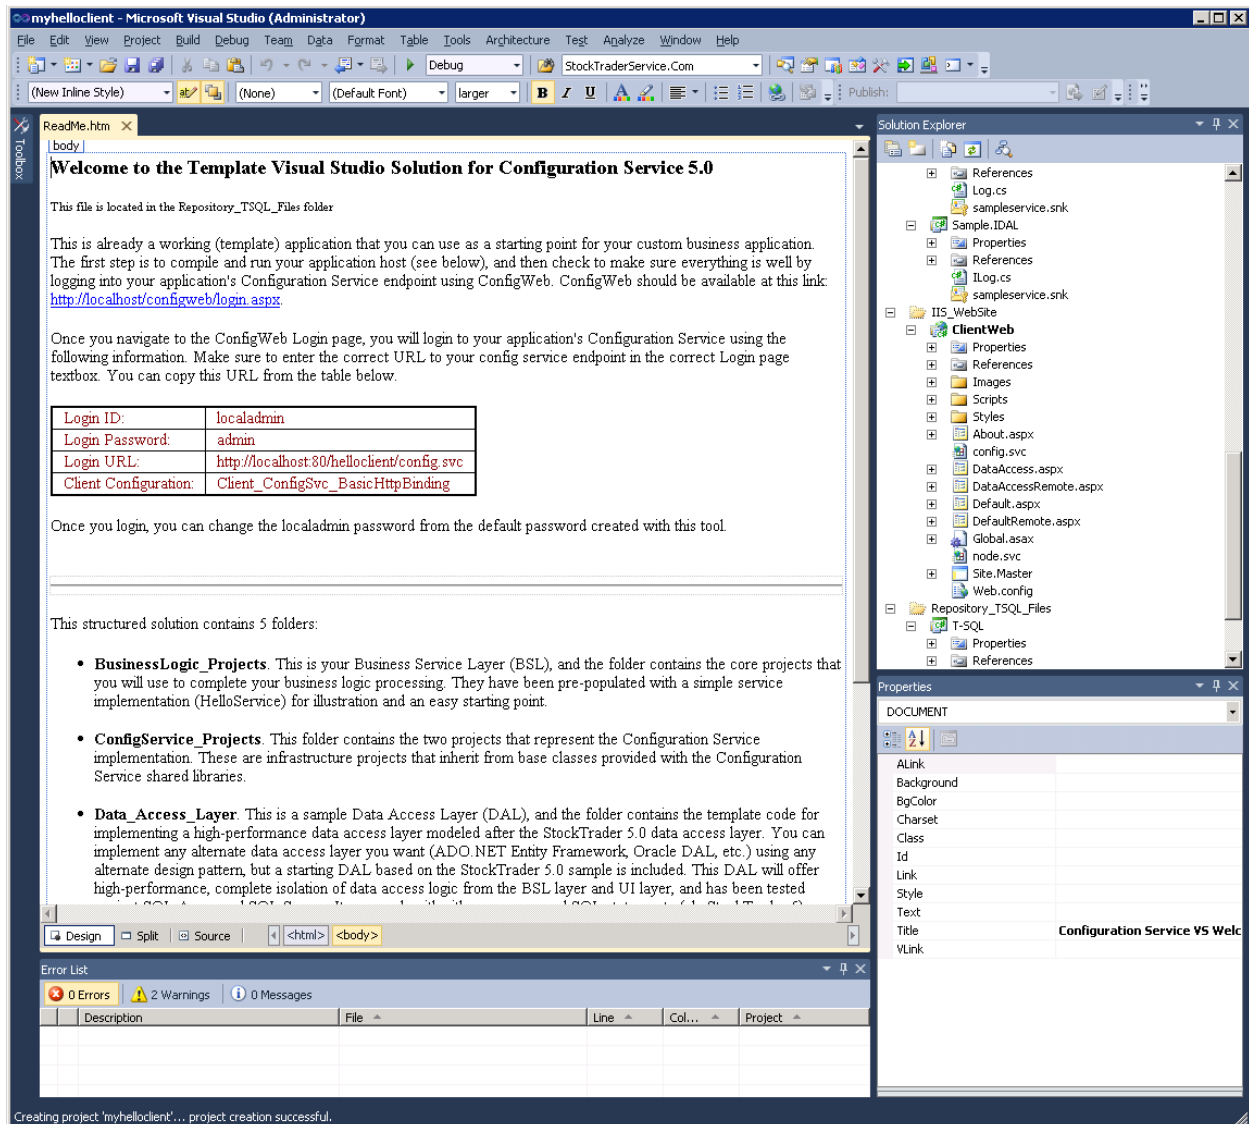 myhelloclient - Microsoft Visual Studio (Administrator)
File Edit View Project Build Debug Team Data Format Table Tools Architecture Test Analyze Window Help
Debug StockTraderService.Com
(New Inline Style) (None) (Default Font) larger B I U A Publish:
Toolbox
ReadMe.htm
body
Welcome to the Template Visual Studio Solution for Configuration Service 5.0
This file is located in the Repository_TSQL_Files folder
This is already a working (template) application that you can use as a starting point for your custom business application.
The first step is to compile and run your application host (see below), and then check to make sure everything is well by
logging into your application's Configuration Service endpoint using ConfigWeb. ConfigWeb should be available at this link:
http://localhost/configweb/login.aspx.
Once you navigate to the ConfigWeb Login page, you will login to your application's Configuration Service using the
following information. Make sure to enter the correct URL to your config service endpoint in the correct Login page
textbox. You can copy this URL from the table below.
Login ID: localadmin
Login Password: admin
Login URL: http://localhost:80/helloclient/config.svc
Client Configuration: Client_ConfigSvc_BasicHttpBinding
Once you login, you can change the localadmin password from the default password created with this tool.
This structured solution contains 5 folders:
• BusinessLogic_Projects. This is your Business Service Layer (BSL), and the folder contains the core projects that
you will use to complete your business logic processing. They have been pre-populated with a simple service
implementation (HelloService) for illustration and an easy starting point.
• ConfigService_Projects. This folder contains the two projects that represent the Configuration Service
implementation. These are infrastructure projects that inherit from base classes provided with the Configuration
Service shared libraries.
• Data_Access_Layer. This is a sample Data Access Layer (DAL), and the folder contains the template code for
implementing a high-performance data access layer modeled after the StockTrader 5.0 data access layer. You can
implement any alternate data access layer you want (ADO.NET Entity Framework, Oracle DAL, etc.) using any
alternate design pattern, but a starting DAL based on the StockTrader 5.0 sample is included. This DAL will offer
high-performance, complete isolation of data access logic from the BSL layer and UI layer, and has been tested
Design Split Source <html> <body>
Error List
0 Errors 2 Warnings 0 Messages
Description File Line Col... Project
Solution Explorer
References
Log.cs
sampleservice.snk
Sample.IDAL
Properties
References
ILog.cs
sampleservice.snk
IIS_WebSite
ClientWeb
Properties
References
Images
Scripts
Styles
About.aspx
config.svc
DataAccess.aspx
DataAccessRemote.aspx
Default.aspx
DefaultRemote.aspx
Global.asax
node.svc
Site.Master
Web.config
Repository_TSQL_Files
T-SQL
Properties
References
Properties
DOCUMENT
ALink
Background
BgColor
Charset
Class
Id
Link
Style
Text
Title Configuration Service VS Welc
VLink
Creating project 'myhelloclient'... project creation successful.